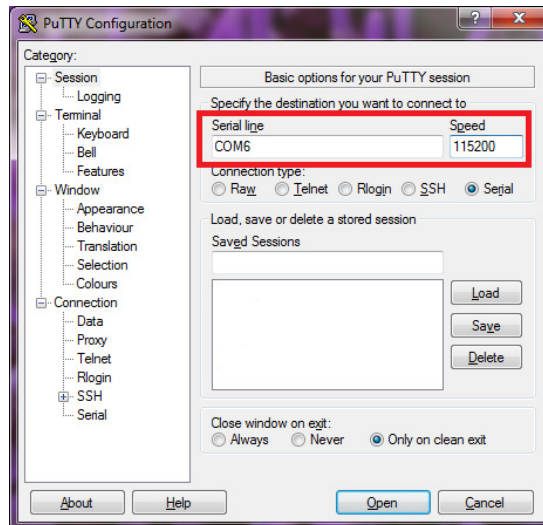 PuTTY Configuration
Category:
Session
Logging
Terminal
Keyboard
Bell
Features
Window
Appearance
Behaviour
Translation
Selection
Colours
Connection
Data
Proxy
Telnet
Rlogin
SSH
Serial
Basic options for your PuTTY session
Specify the destination you want to connect to
Serial line Speed
COM6 115200
Connection type:
Raw Telnet Rlogin SSH Serial
Load, save or delete a stored session
Saved Sessions
Load
Save
Delete
Close window on exit:
Always Never Only on clean exit
About Help Open Cancel